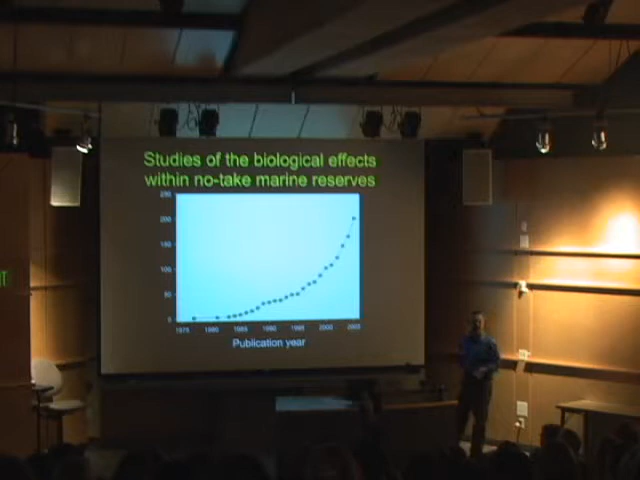 Studies of the biological effects
within no-take marine reserves
250
200
150
100
50
0
1975 1980 1985 1990 1995 2000 2005
Publication year